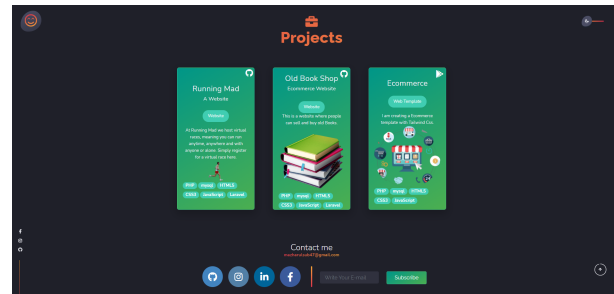 Projects
Running Mad
A Website
Website
At Running Mad we host virtual
races, meaning you can run
anytime, anywhere and with
anyone or alone. Simply register
for a virtual race here.
PHP mysql HTML5
CSS3 JavaScript Laravel
Old Book Shop
Ecommerce Website
Website
This is a website where people
can sell and buy old Books.
PHP mysql HTML5
CSS3 JavaScript Laravel
Ecommerce
Web Template
I am creating a Ecommerce
template with Tailwind Css
PHP mysql HTML5
CSS3 JavaScript
Contact me
Write Your E-mail
Subscribe